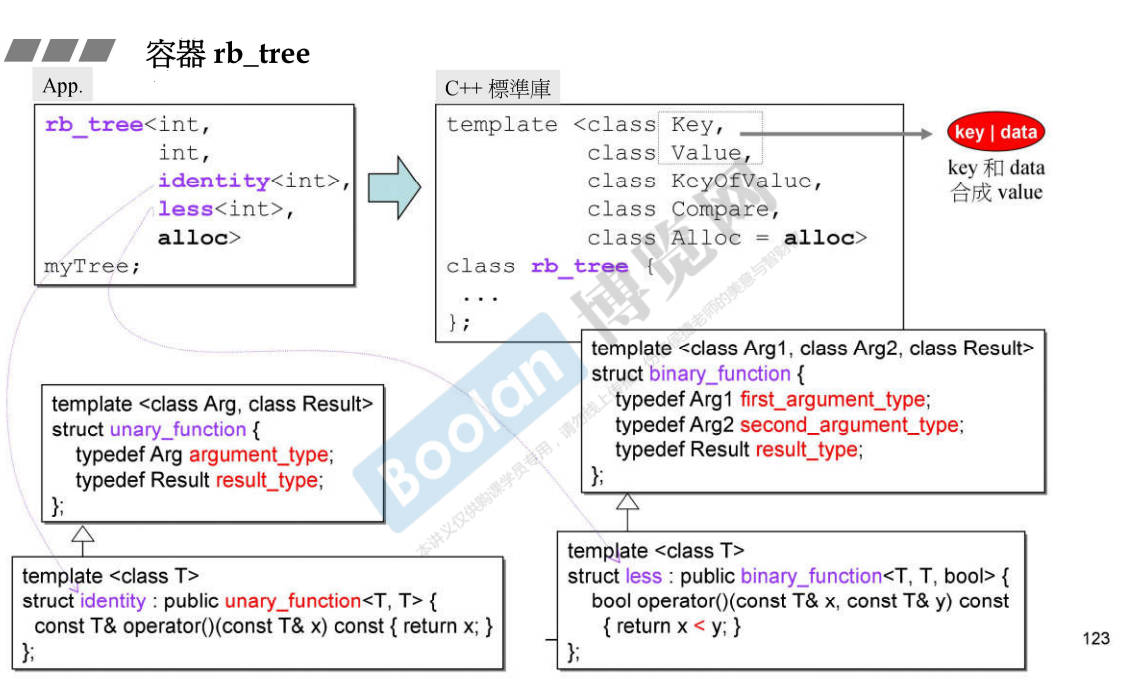 容器 rb_tree
App.
rb_tree<int,
int,
identity<int>,
less<int>,
alloc>
myTree;
C++ 標準庫
template <class Key,
class Value,
class KeyOfValue,
class Compare,
class Alloc = alloc>
class rb_tree {
...
};
key | data
key 和 data
合成 value
template <class Arg1, class Arg2, class Result>
struct binary_function {
typedef Arg1 first_argument_type;
typedef Arg2 second_argument_type;
typedef Result result_type;
};
template <class Arg, class Result>
struct unary_function {
typedef Arg argument_type;
typedef Result result_type;
};
template <class T>
struct identity : public unary_function<T, T> {
const T& operator()(const T& x) const { return x; }
};
template <class T>
struct less : public binary_function<T, T, bool> {
bool operator()(const T& x, const T& y) const
{ return x < y; }
};
123
Boolan 博览网
本讲义仅供购课学员专用，请勿线上